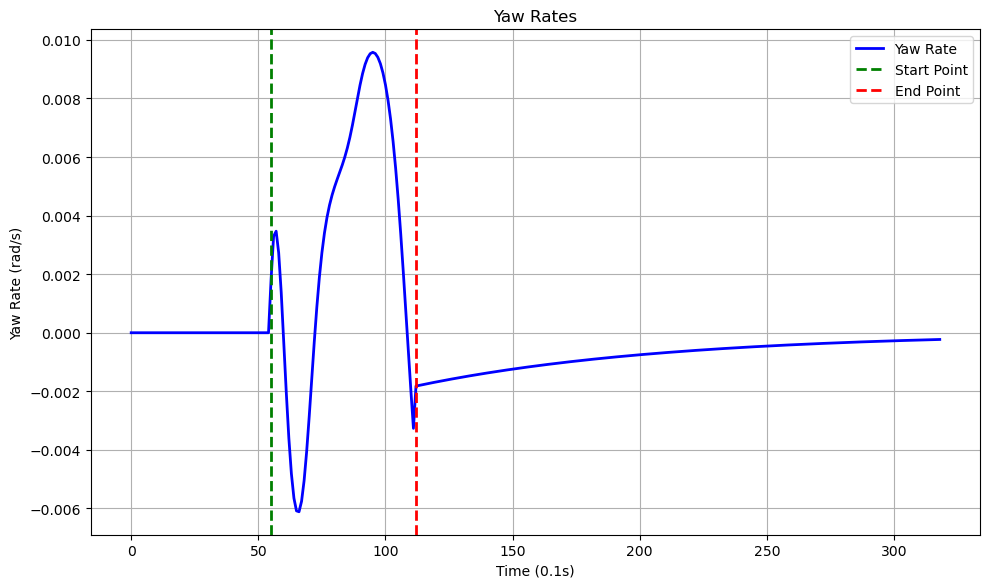 Yaw Rates
Yaw Rate
Start Point
End Point
Yaw Rate (rad/s)
0.010
0.008
0.006
0.004
0.002
0.000
−0.002
−0.004
−0.006
0 50 100 150 200 250 300
Time (0.1s)